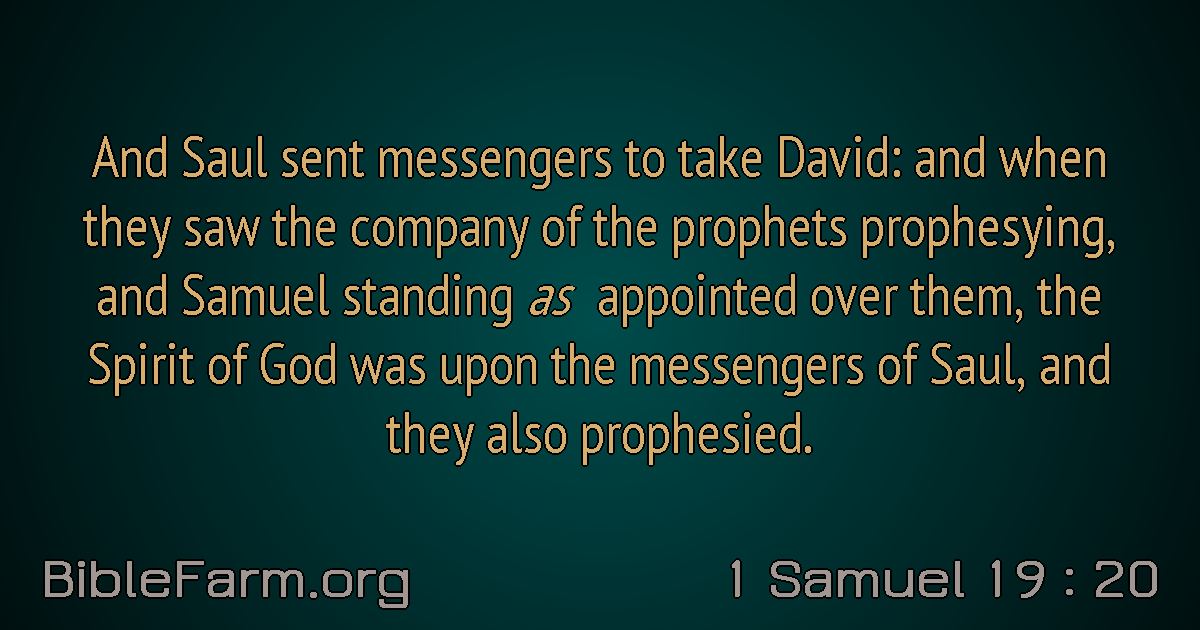 And Saul sent messengers to take David: and when
they saw the company of the prophets prophesying,
and Samuel standing as appointed over them, the
Spirit of God was upon the messengers of Saul, and
they also prophesied.
BibleFarm.org
1 Samuel 19 : 20